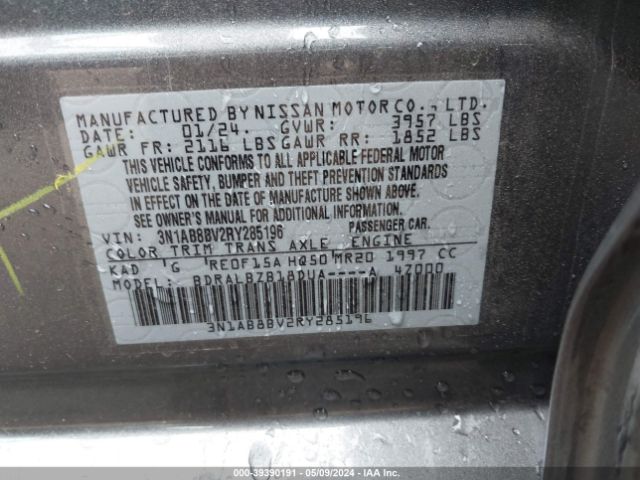 MANUFACTURED BY NISSAN MOTOR CO., LTD.
DATE: 01/24. GVWR: 3957 LBS
GAWR FR: 2116 LBS GAWR RR: 1852 LBS
THIS VEHICLE CONFORMS TO ALL APPLICABLE FEDERAL MOTOR
VEHICLE SAFETY, BUMPER AND THEFT PREVENTION STANDARDS
IN EFFECT ON THE DATE OF MANUFACTURE SHOWN ABOVE.
SEE OWNER'S MANUAL FOR ADDITIONAL INFORMATION.
VIN: 3N1AB8BV2RY285196 PASSENGER CAR.
COLOR TRIM TRANS AXLE ENGINE
KAD G RE0F15A HQ50 MR20 1997 CC
MODEL: BDRALBZB18DUA----A 47000
3N1AB8BV2RY285196
000-39390191 - 05/09/2024 - IAA Inc.